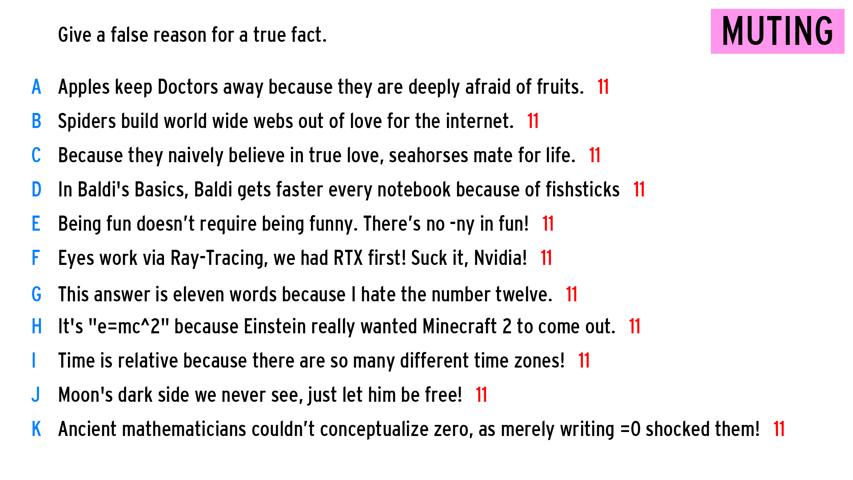 Give a false reason for a true fact.
MUTING
A Apples keep Doctors away because they are deeply afraid of fruits. 11
B Spiders build world wide webs out of love for the internet. 11
C Because they naively believe in true love, seahorses mate for life. 11
D In Baldi's Basics, Baldi gets faster every notebook because of fishsticks 11
E Being fun doesn’t require being funny. There’s no -ny in fun! 11
F Eyes work via Ray-Tracing, we had RTX first! Suck it, Nvidia! 11
G This answer is eleven words because I hate the number twelve. 11
H It's "e=mc^2" because Einstein really wanted Minecraft 2 to come out. 11
I Time is relative because there are so many different time zones! 11
J Moon's dark side we never see, just let him be free! 11
K Ancient mathematicians couldn’t conceptualize zero, as merely writing =0 shocked them! 11